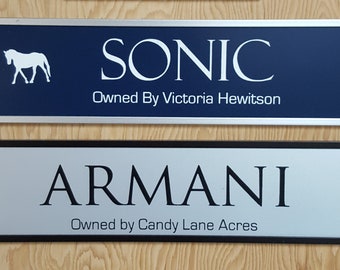 SONIC
Owned By Victoria Hewitson
ARMANI
Owned by Candy Lane Acres